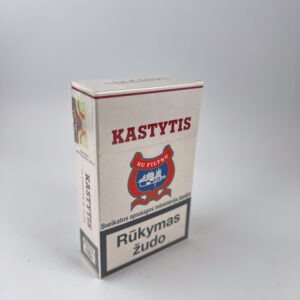 KASTYTIS
SU FILTRU
Sveikatos apsaugos ministerija įspėja:
Rūkymas
žudo
KASTYTIS